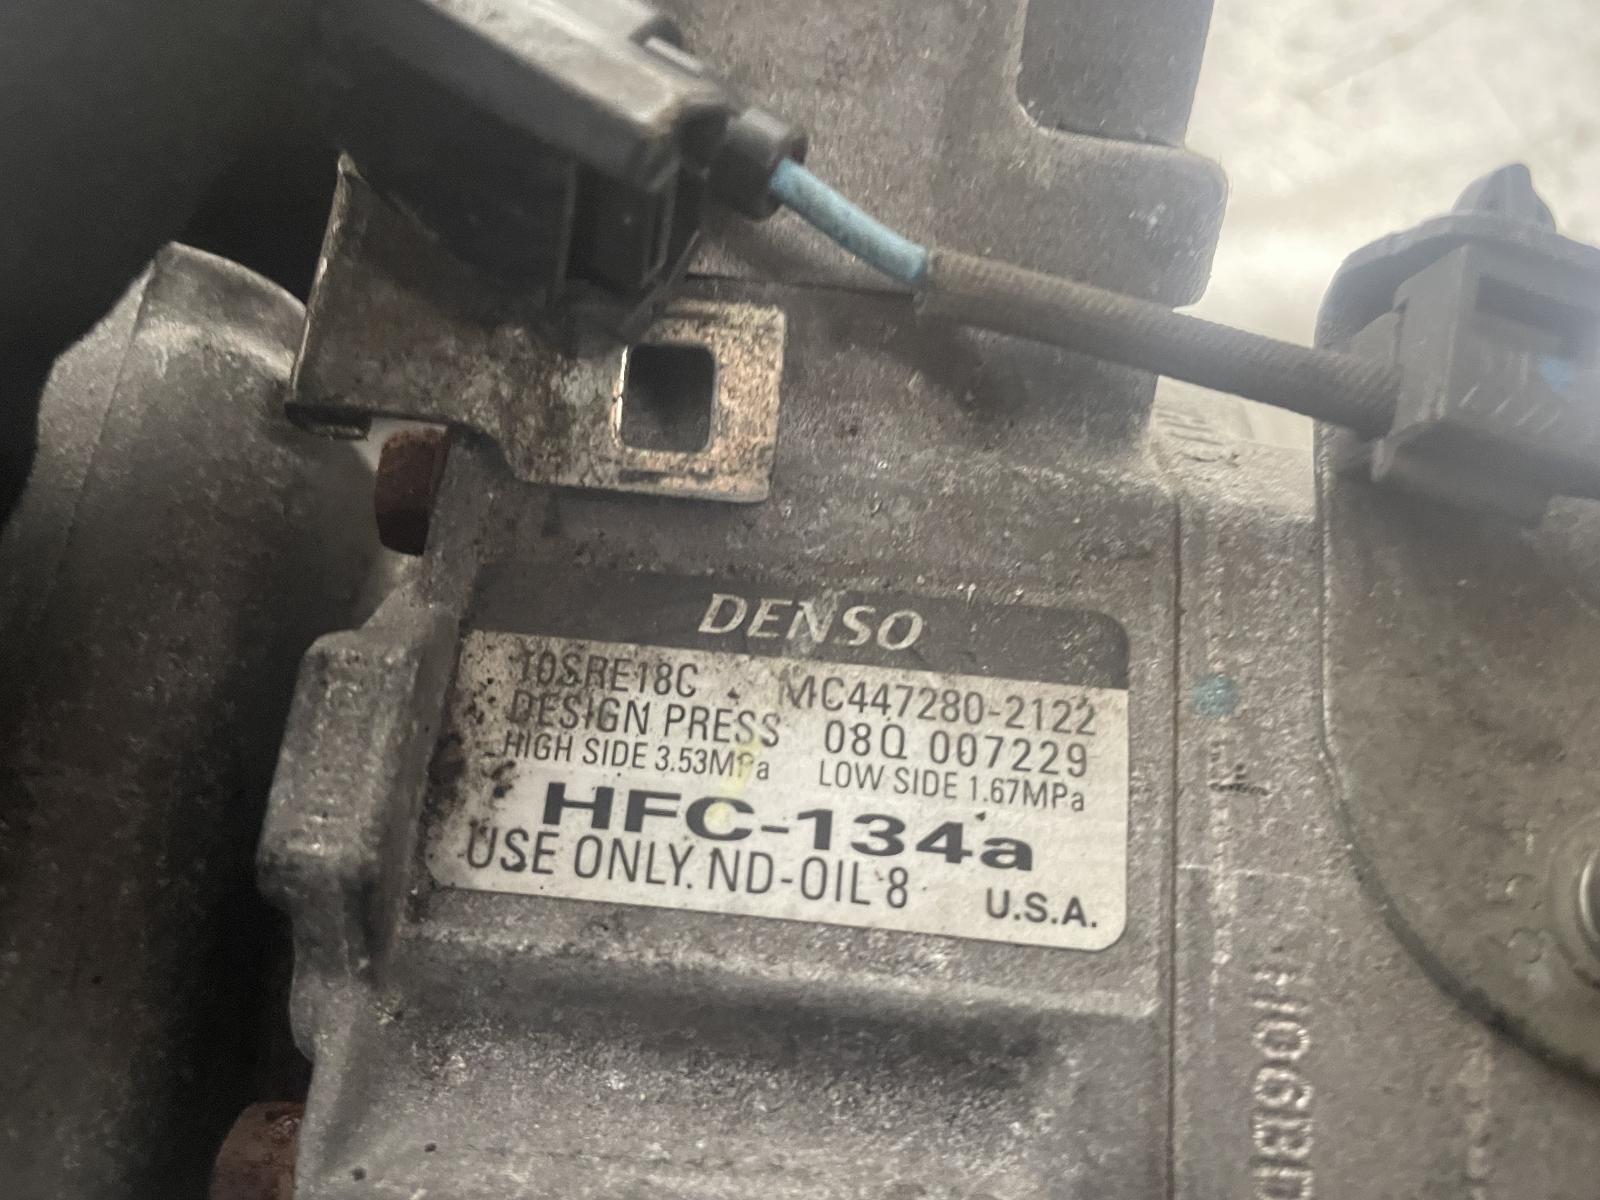 DENSO
10SRE18C MC447280-2122
DESIGN PRESS 08Q 007229
HIGH SIDE 3.53MPa LOW SIDE 1.67MPa
HFC-134a
USE ONLY. ND-OIL 8 U.S.A.